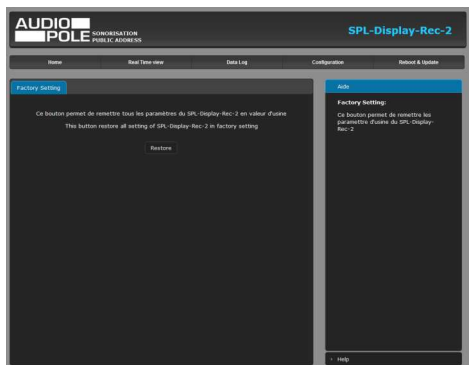 AUDIO
POLE SONORISATION
PUBLIC ADDRESS
SPL-Display-Rec-2
Home
Real Time view
Data Log
Configuration
Reboot & Update
Factory Setting
Ce bouton permet de remettre tous les paramètres du SPL-Display-Rec-2 en valeur d'usine
This button restore all setting of SPL-Display-Rec-2 in factory setting
Restore
Aide
Factory Setting:
Ce bouton permet de remettre les
paramettre d'usine du SPL-Display-
Rec-2
Help